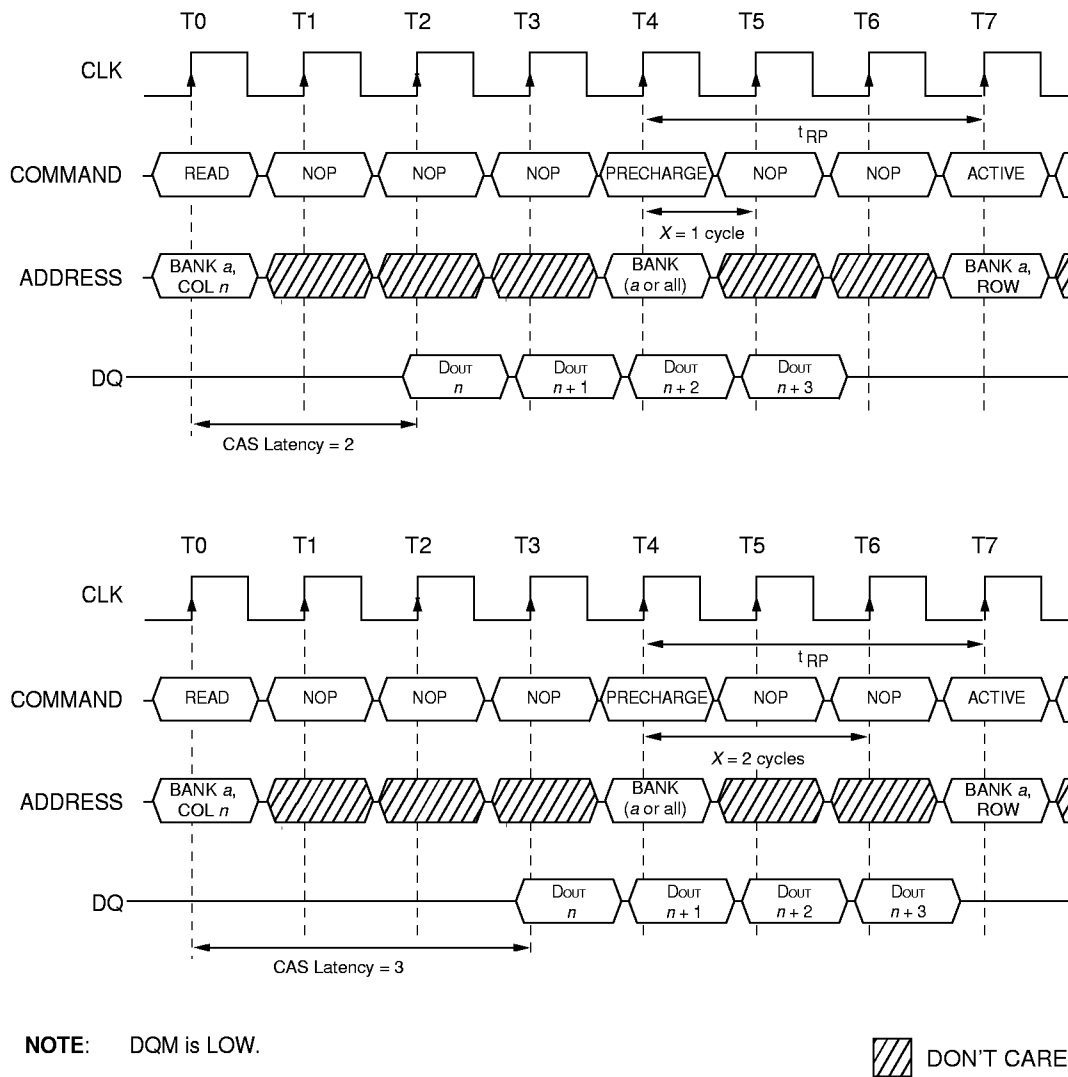 T0 T1 T2 T3 T4 T5 T6 T7
CLK
tRP
COMMAND READ NOP NOP NOP PRECHARGE NOP NOP ACTIVE
X = 1 cycle
ADDRESS BANK a, COL n BANK (a or all) BANK a, ROW
DQ DOUT n DOUT n + 1 DOUT n + 2 DOUT n + 3
CAS Latency = 2
T0 T1 T2 T3 T4 T5 T6 T7
CLK
tRP
COMMAND READ NOP NOP NOP PRECHARGE NOP NOP ACTIVE
X = 2 cycles
ADDRESS BANK a, COL n BANK (a or all) BANK a, ROW
DQ DOUT n DOUT n + 1 DOUT n + 2 DOUT n + 3
CAS Latency = 3
NOTE: DQM is LOW.
DON'T CARE